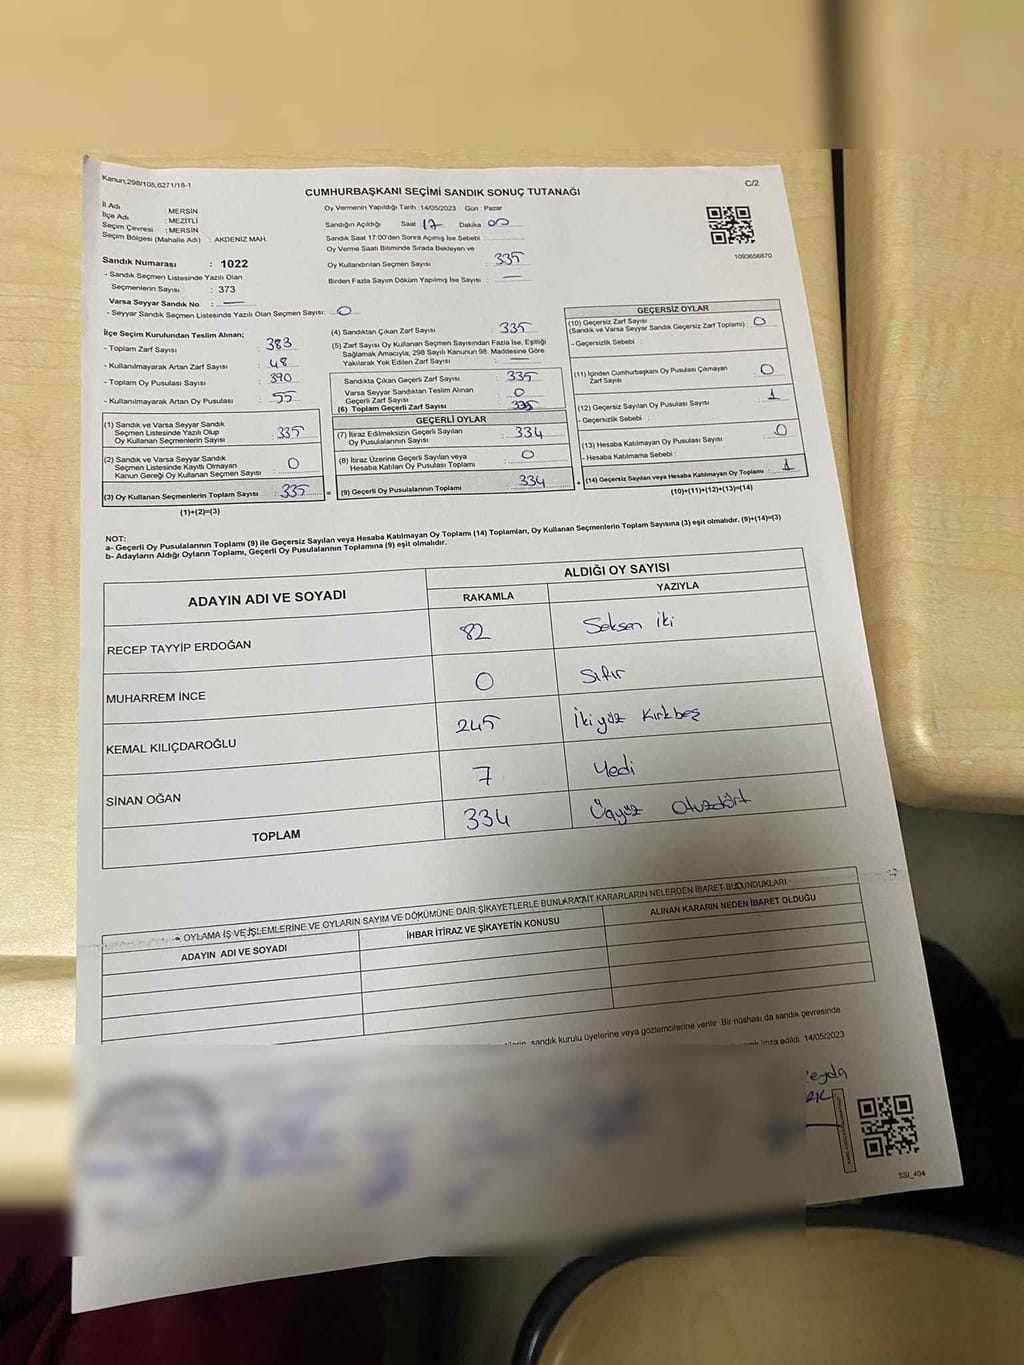 Kanun;298/105,6271/18-1
C/2
CUMHURBAŞKANI SEÇİMİ SANDIK SONUÇ TUTANAĞI
İl Adı : MERSİN
İlçe Adı : MEZİTLİ
Seçim Çevresi : MERSİN
Seçim Bölgesi (Mahalle Adı) : AKDENİZ MAH.
Sandık Numarası : 1022
- Sandık Seçmen Listesinde Yazılı Olan
Seçmenlerin Sayısı : 373
Varsa Seyyar Sandık No : —
- Seyyar Sandık Seçmen Listesinde Yazılı Olan Seçmen Sayısı: 0
Oy Vermenin Yapıldığı Tarih :14/05/2023 Gün : Pazar
Sandığın Açıldığı Saat 17 Dakika 00
Sandık Saat 17:00'den Sonra Açımış İse Sebebi :
Oy Verme Saati Bitiminde Sırada Bekleyen ve
Oy Kullandırılan Seçmen Sayısı : 335
Birden Fazla Sayım Döküm Yapılmış İse Sayısı : —
1093656870
İlçe Seçim Kurulundan Teslim Alınan;
- Toplam Zarf Sayısı : 383
- Kullanılmayarak Artan Zarf Sayısı : 48
- Toplam Oy Pusulası Sayısı : 390
- Kullanılmayarak Artan Oy Pusulası : 55
(1) Sandık ve Varsa Seyyar Sandık
Seçmen Listesinde Yazılı Olup
Oy Kullanan Seçmenlerin Sayısı : 335
(2) Sandık ve Varsa Seyyar Sandık
Seçmen Listesinde Kayıtlı Olmayan
Kanun Gereği Oy Kullanan Seçmen Sayısı : 0
(3) Oy Kullanan Seçmenlerin Toplam Sayısı : 335
(1)+(2)=(3)
(4) Sandıktan Çıkan Zarf Sayısı : 335
(5) Zarf Sayısı Oy Kullanan Seçmen Sayısından Fazla İse, Eşitliği
Sağlamak Amacıyla; 298 Sayılı Kanunun 98. Maddesine Göre
Yakılarak Yok Edilen Zarf Sayısı : —
Sandıkta Çıkan Geçerli Zarf Sayısı : 335
Varsa Seyyar Sandıktan Teslim Alınan
Geçerli Zarf Sayısı : 0
(6) Toplam Geçerli Zarf Sayısı : 335
GEÇERLİ OYLAR
(7) İtiraz Edilmeksizin Geçerli Sayılan
Oy Pusulalarının Sayısı : 334
(8) İtiraz Üzerine Geçerli Sayılan veya
Hesaba Katılan Oy Pusulası Toplamı : 0
= (9) Geçerli Oy Pusulalarının Toplamı : 334
GEÇERSİZ OYLAR
(10) Geçersiz Zarf Sayısı
(Sandık ve Varsa Seyyar Sandık Geçersiz Zarf Toplamı) : 0
- Geçersizlik Sebebi :
(11) İçinden Cumhurbaşkanı Oy Pusulası Çıkmayan
Zarf Sayısı : 0
(12) Geçersiz Sayılan Oy Pusulası Sayısı : 1
- Geçersizlik Sebebi :
(13) Hesaba Katılmayan Oy Pusulası Sayısı : 0
- Hesaba Katılmama Sebebi :
+ (14) Geçersiz Sayılan veya Hesaba Katılmayan Oy Toplamı : 1
(10)+(11)+(12)+(13)=(14)
NOT:
a- Geçerli Oy Pusulalarının Toplamı (9) ile Geçersiz Sayılan veya Hesaba Katılmayan Oy Toplamı (14) Toplamları, Oy Kullanan Seçmenlerin Toplam Sayısına (3) eşit olmalıdır. (9)+(14)=(3)
b- Adayların Aldığı Oyların Toplamı, Geçerli Oy Pusulalarının Toplamına (9) eşit olmalıdır.
ADAYIN ADI VE SOYADI
ALDIĞI OY SAYISI
RAKAMLA YAZIYLA
RECEP TAYYİP ERDOĞAN 82 Seksen iki
MUHARREM İNCE 0 Sıfır
KEMAL KILIÇDAROĞLU 245 İkiyüz Kırkbeş
SİNAN OĞAN 7 Yedi
TOPLAM 334 Üçyüz Otuzdört
OYLAMA İŞ VE İŞLEMLERİNE VE OYLARIN SAYIM VE DÖKÜMÜNE DAİR ŞİKAYETLERLE BUNLARA AİT KARARLARIN NELERDEN İBARET BULUNDUKLARI
ADAYIN ADI VE SOYADI İHBAR İTİRAZ VE ŞİKAYETİN KONUSU ALINAN KARARIN NEDEN İBARET OLDUĞU
sandık kurulu üyelerine veya gözlemcilerine verilir. Bir nüshası da sandık çevresinde
imza edildi. 14/05/2023
SSİ_404